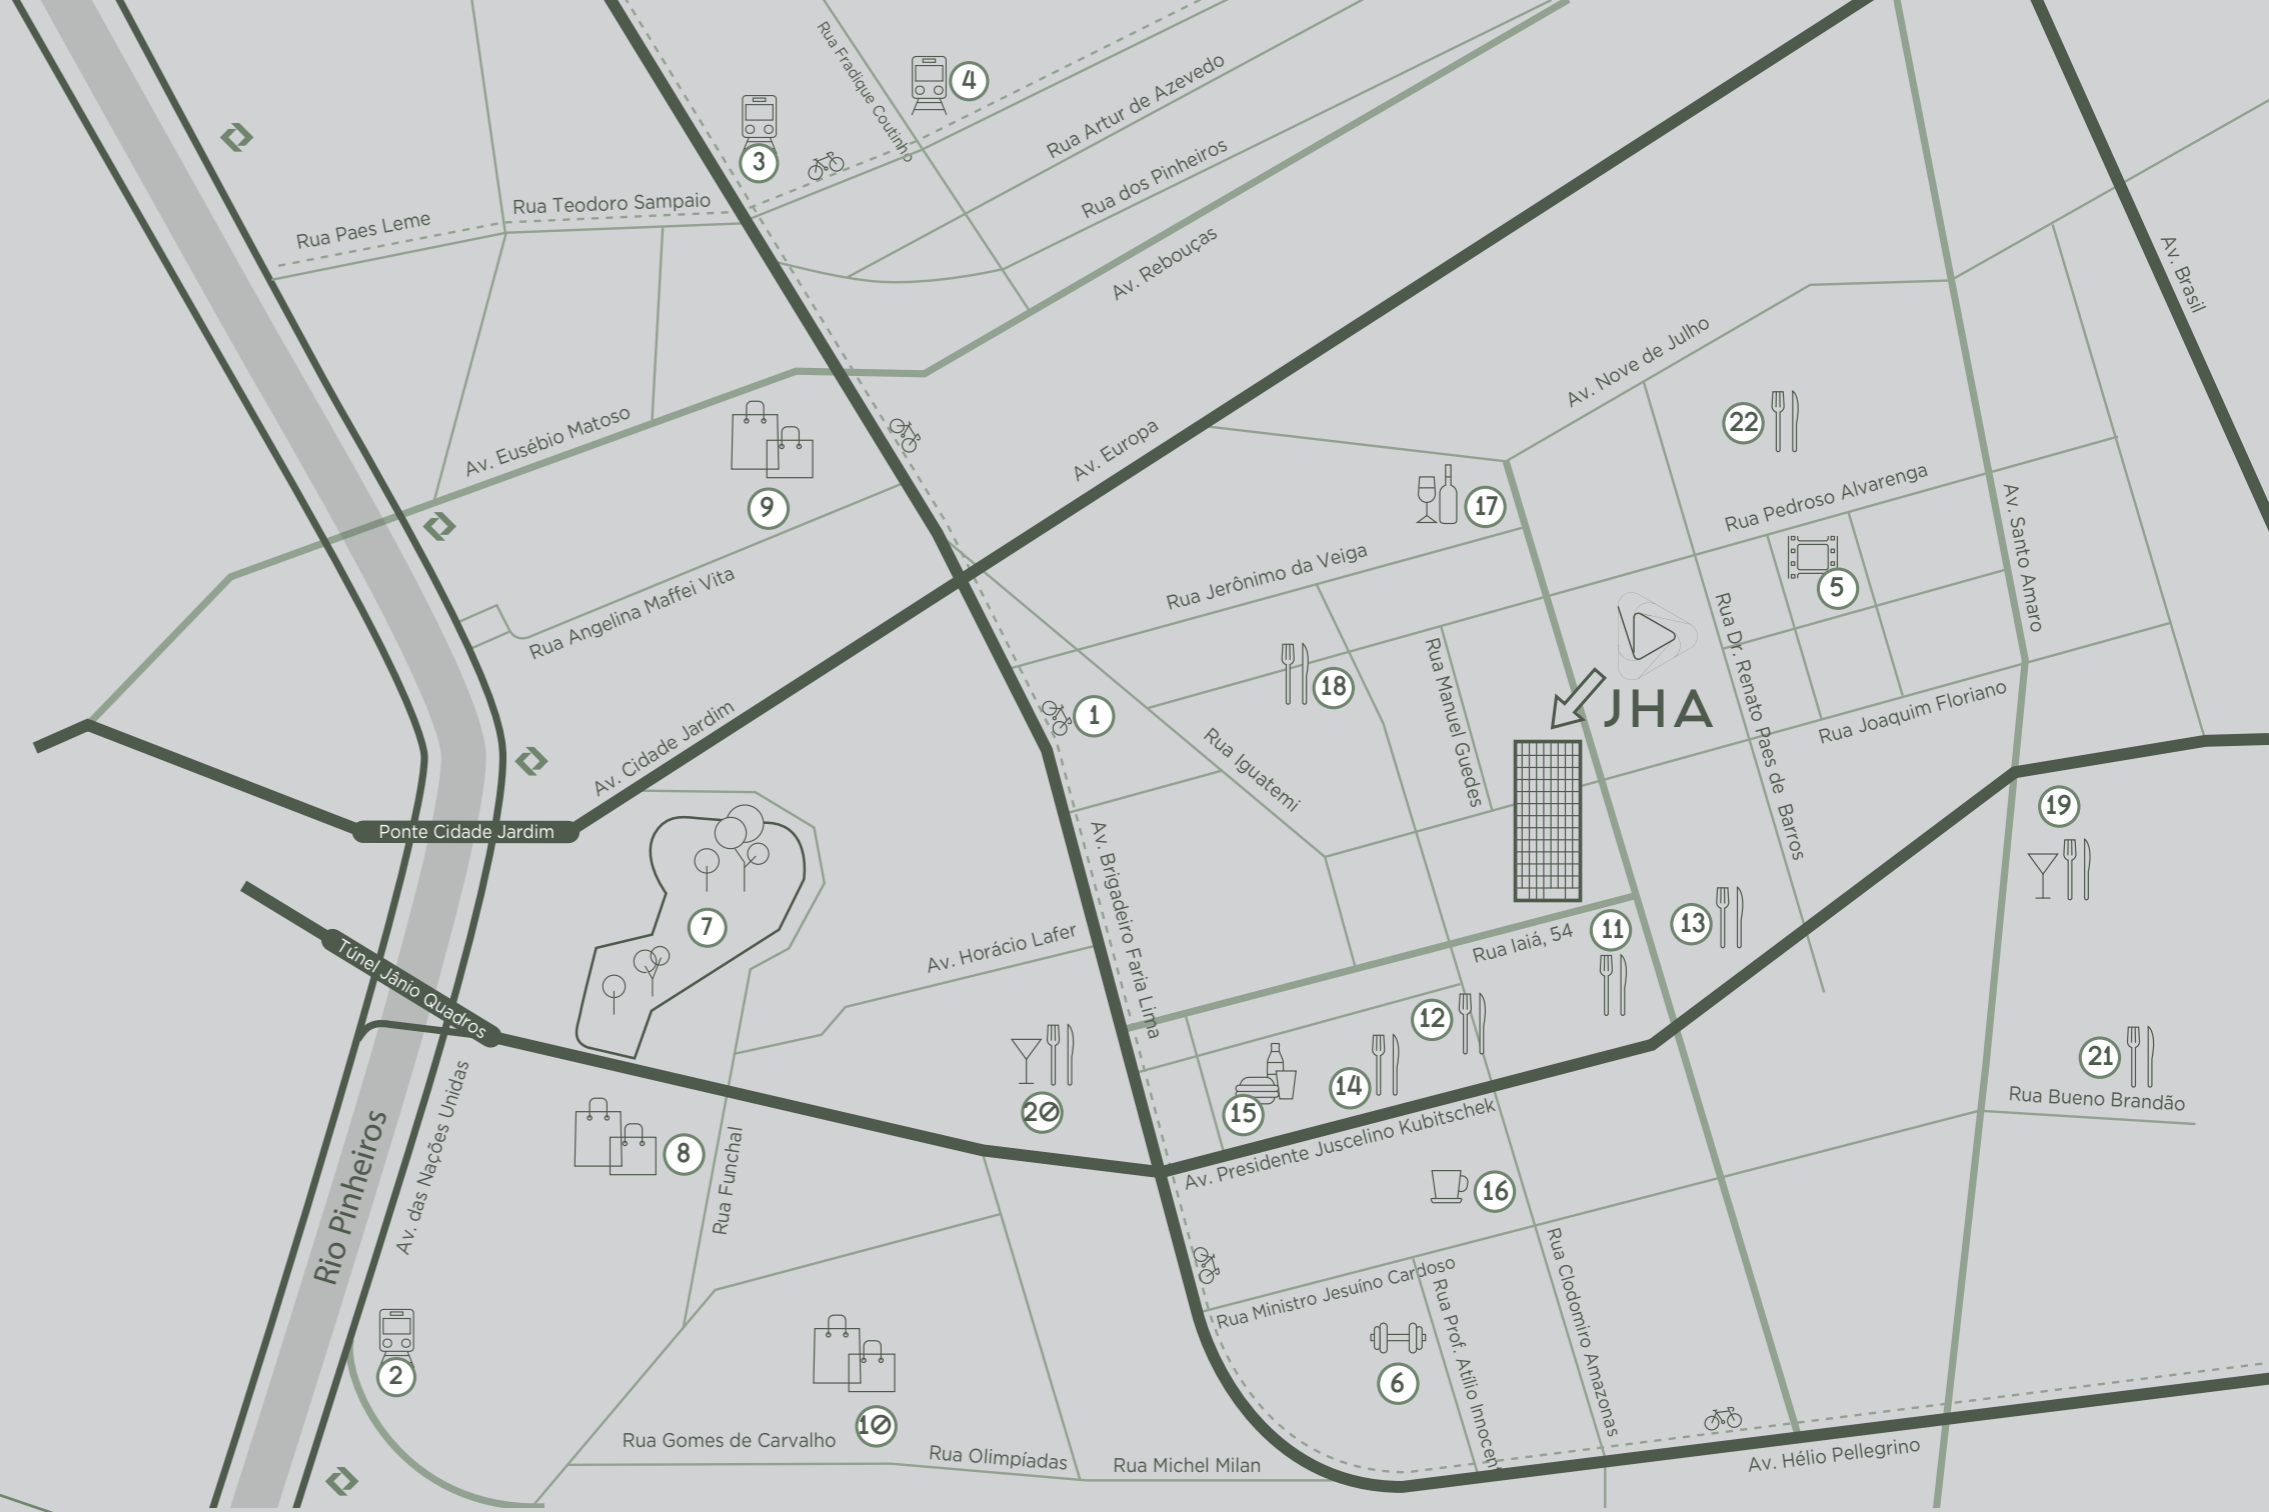 Rua Fradique Coutinho
4
3
Rua Artur de Azevedo
Rua dos Pinheiros
Rua Teodoro Sampaio
Rua Paes Leme
Av. Rebouças
Av. Brasil
Av. Nove de Julho
22
Av. Eusébio Matoso
Av. Europa
9
17
Rua Pedroso Alvarenga
Av. Santo Amaro
Rua Jerônimo da Veiga
5
Rua Angelina Maffei Vita
Rua Dr. Renato Paes de Barros
18
Rua Manuel Guedes
JHA
1
Rua Joaquim Floriano
Av. Cidade Jardim
Rua Iguatemi
19
Ponte Cidade Jardim
Av. Brigadeiro Faria Lima
7
11
13
Av. Horácio Lafer
Rua Iaiá, 54
Túnel Jânio Quadros
12
21
14
Rua Bueno Brandão
20
15
Av. Presidente Juscelino Kubitschek
8
Rua Funchal
Av. das Nações Unidas
Rio Pinheiros
16
Rua Ministro Jesuíno Cardoso
Rua Prof. Atílio Innocen
Rua Clodomiro Amazonas
2
6
10
Rua Gomes de Carvalho
Rua Olimpíadas
Rua Michel Milan
Av. Hélio Pellegrino